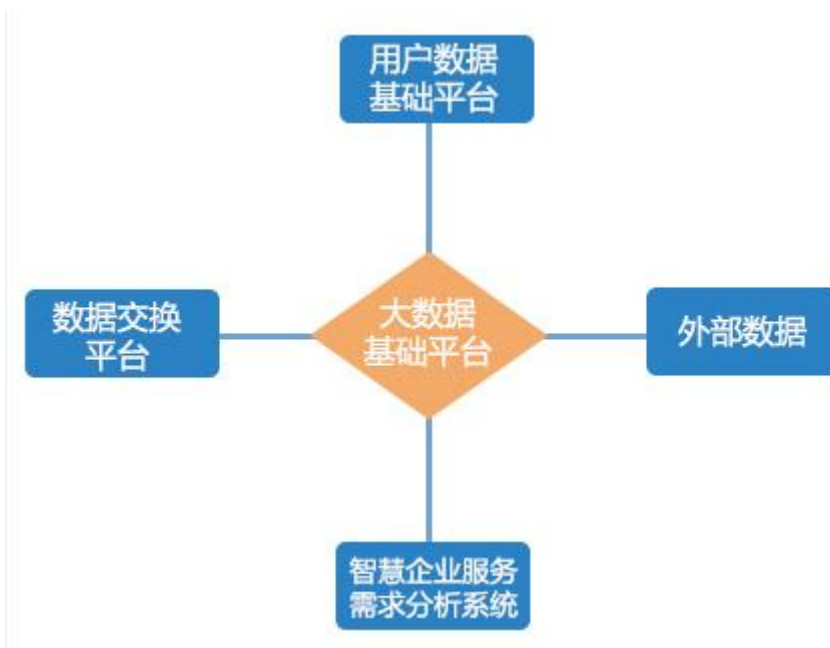 用户数据
基础平台
数据交换
平台
大数据
基础平台
外部数据
智慧企业服务
需求分析系统